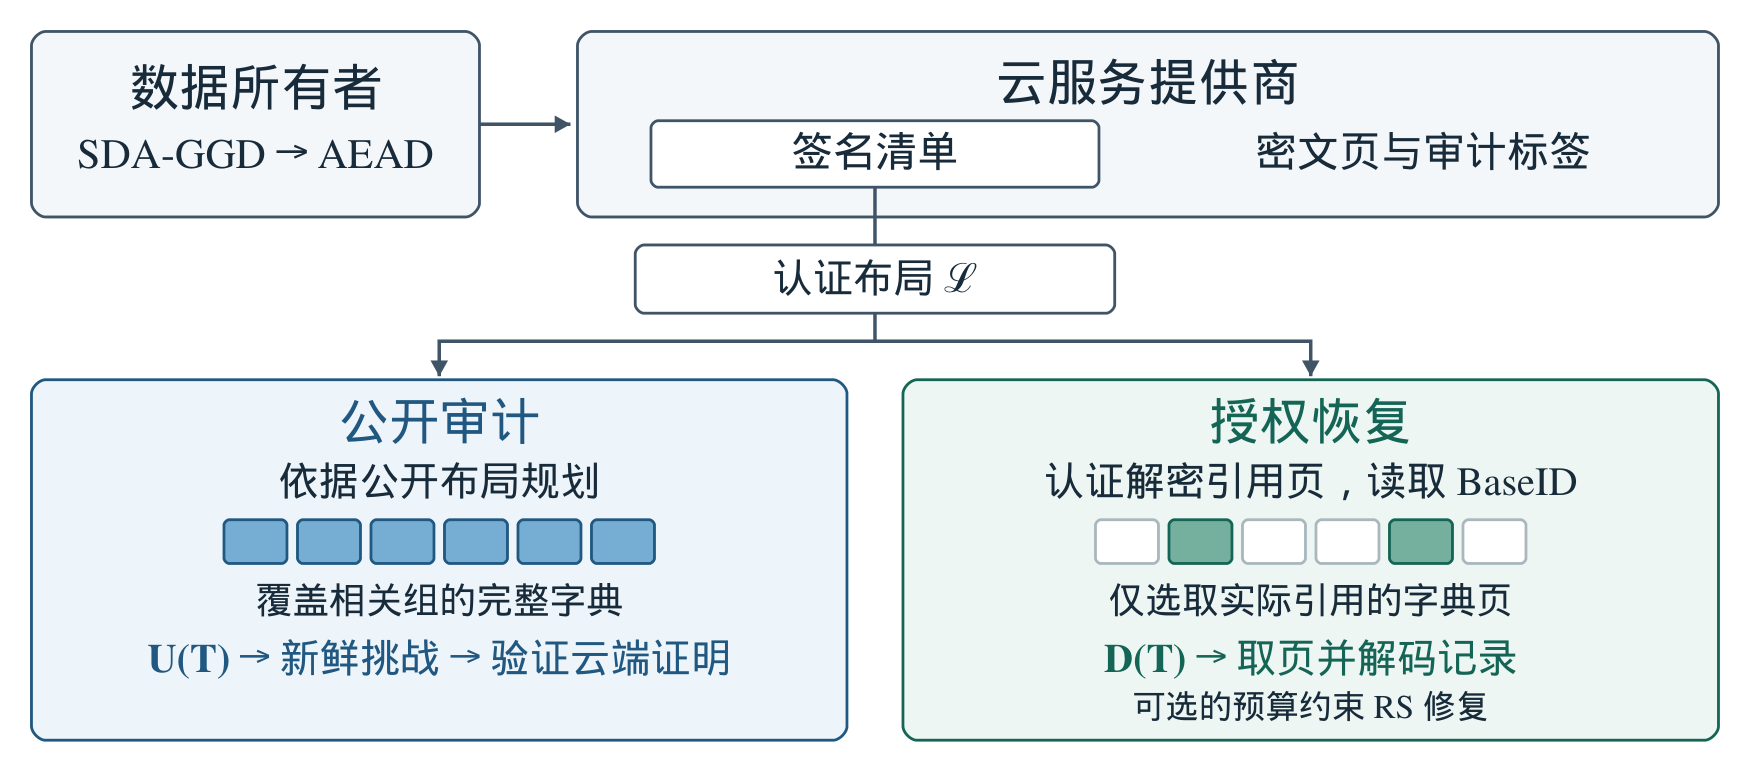 数据所有者
SDA-GGD → AEAD
云服务提供商
签名清单
密文页与审计标签
认证布局 ℒ
公开审计
依据公开布局规划
覆盖相关组的完整字典
U(T) → 新鲜挑战 → 验证云端证明
授权恢复
认证解密引用页，读取 BaseID
仅选取实际引用的字典页
D(T) → 取页并解码记录
可选的预算约束 RS 修复